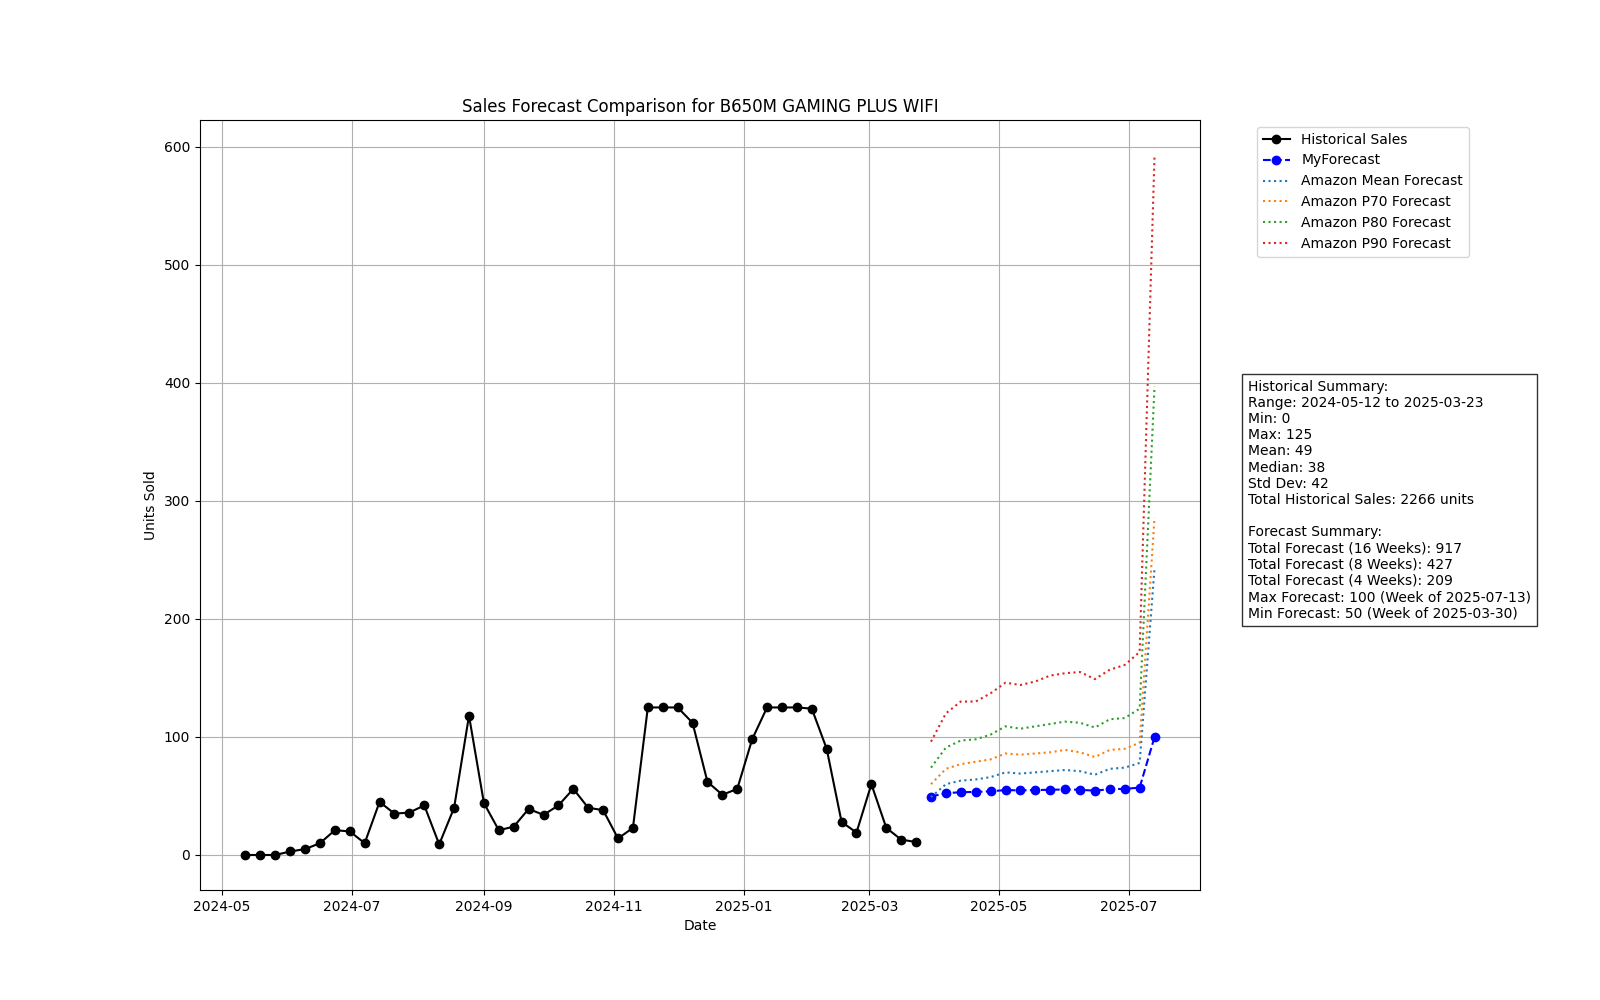 Sales Forecast Comparison for B650M GAMING PLUS WIFI
600
500
400
300
200
100
0
Units Sold
2024-05
2024-07
2024-09
2024-11
2025-01
2025-03
2025-05
2025-07
Date
Historical Sales
MyForecast
Amazon Mean Forecast
Amazon P70 Forecast
Amazon P80 Forecast
Amazon P90 Forecast
Historical Summary:
Range: 2024-05-12 to 2025-03-23
Min: 0
Max: 125
Mean: 49
Median: 38
Std Dev: 42
Total Historical Sales: 2266 units
Forecast Summary:
Total Forecast (16 Weeks): 917
Total Forecast (8 Weeks): 427
Total Forecast (4 Weeks): 209
Max Forecast: 100 (Week of 2025-07-13)
Min Forecast: 50 (Week of 2025-03-30)